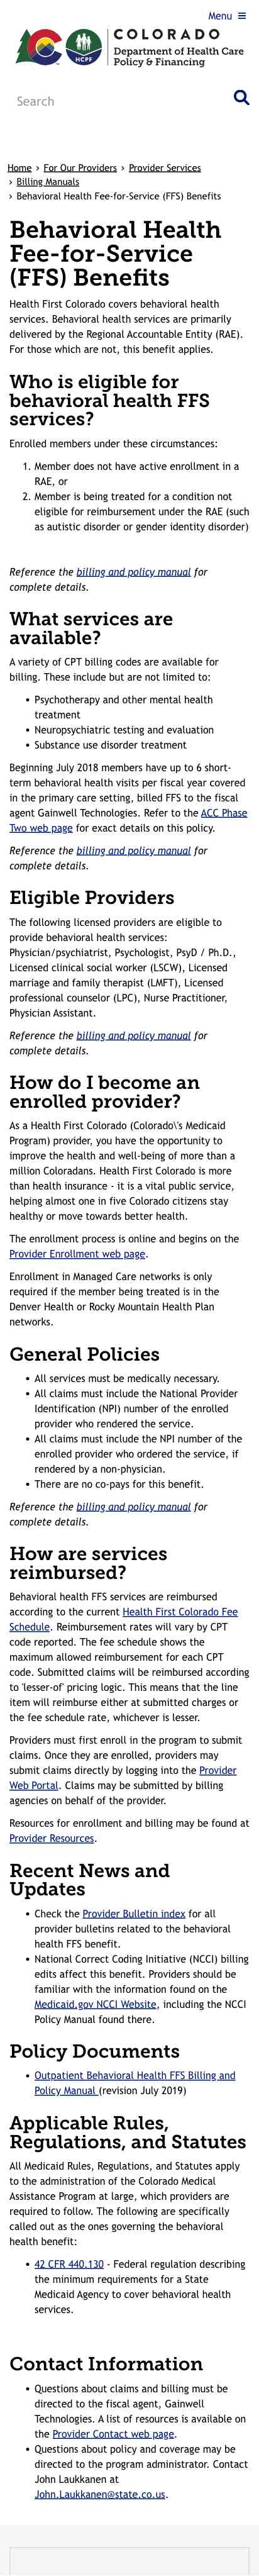 Menu ≡
COLORADO
Department of Health Care
Policy & Financing
HCPF
Search
Home › For Our Providers › Provider Services
› Billing Manuals
› Behavioral Health Fee-for-Service (FFS) Benefits
Behavioral Health
Fee-for-Service
(FFS) Benefits
Health First Colorado covers behavioral health
services. Behavioral health services are primarily
delivered by the Regional Accountable Entity (RAE).
For those which are not, this benefit applies.
Who is eligible for
behavioral health FFS
services?
Enrolled members under these circumstances:
1. Member does not have active enrollment in a
RAE, or
2. Member is being treated for a condition not
eligible for reimbursement under the RAE (such
as autistic disorder or gender identity disorder)
Reference the billing and policy manual for
complete details.
What services are
available?
A variety of CPT billing codes are available for
billing. These include but are not limited to:
• Psychotherapy and other mental health
treatment
• Neuropsychiatric testing and evaluation
• Substance use disorder treatment
Beginning July 2018 members have up to 6 short-
term behavioral health visits per fiscal year covered
in the primary care setting, billed FFS to the fiscal
agent Gainwell Technologies. Refer to the ACC Phase
Two web page for exact details on this policy.
Reference the billing and policy manual for
complete details.
Eligible Providers
The following licensed providers are eligible to
provide behavioral health services:
Physician/psychiatrist, Psychologist, PsyD / Ph.D.,
Licensed clinical social worker (LSCW), Licensed
marriage and family therapist (LMFT), Licensed
professional counselor (LPC), Nurse Practitioner,
Physician Assistant.
Reference the billing and policy manual for
complete details.
How do I become an
enrolled provider?
As a Health First Colorado (Colorado\'s Medicaid
Program) provider, you have the opportunity to
improve the health and well-being of more than a
million Coloradans. Health First Colorado is more
than health insurance - it is a vital public service,
helping almost one in five Colorado citizens stay
healthy or move towards better health.
The enrollment process is online and begins on the
Provider Enrollment web page.
Enrollment in Managed Care networks is only
required if the member being treated is in the
Denver Health or Rocky Mountain Health Plan
networks.
General Policies
• All services must be medically necessary.
• All claims must include the National Provider
Identification (NPI) number of the enrolled
provider who rendered the service.
• All claims must include the NPI number of the
enrolled provider who ordered the service, if
rendered by a non-physician.
• There are no co-pays for this benefit.
Reference the billing and policy manual for
complete details.
How are services
reimbursed?
Behavioral health FFS services are reimbursed
according to the current Health First Colorado Fee
Schedule. Reimbursement rates will vary by CPT
code reported. The fee schedule shows the
maximum allowed reimbursement for each CPT
code. Submitted claims will be reimbursed according
to 'lesser-of' pricing logic. This means that the line
item will reimburse either at submitted charges or
the fee schedule rate, whichever is lesser.
Providers must first enroll in the program to submit
claims. Once they are enrolled, providers may
submit claims directly by logging into the Provider
Web Portal. Claims may be submitted by billing
agencies on behalf of the provider.
Resources for enrollment and billing may be found at
Provider Resources.
Recent News and
Updates
• Check the Provider Bulletin index for all
provider bulletins related to the behavioral
health FFS benefit.
• National Correct Coding Initiative (NCCI) billing
edits affect this benefit. Providers should be
familiar with the information found on the
Medicaid.gov NCCI Website, including the NCCI
Policy Manual found there.
Policy Documents
• Outpatient Behavioral Health FFS Billing and
Policy Manual (revision July 2019)
Applicable Rules,
Regulations, and Statutes
All Medicaid Rules, Regulations, and Statutes apply
to the administration of the Colorado Medical
Assistance Program at large, which providers are
required to follow. The following are specifically
called out as the ones governing the behavioral
health benefit:
• 42 CFR 440.130 - Federal regulation describing
the minimum requirements for a State
Medicaid Agency to cover behavioral health
services.
Contact Information
• Questions about claims and billing must be
directed to the fiscal agent, Gainwell
Technologies. A list of resources is available on
the Provider Contact web page.
• Questions about policy and coverage may be
directed to the program administrator. Contact
John Laukkanen at
John.Laukkanen@state.co.us.